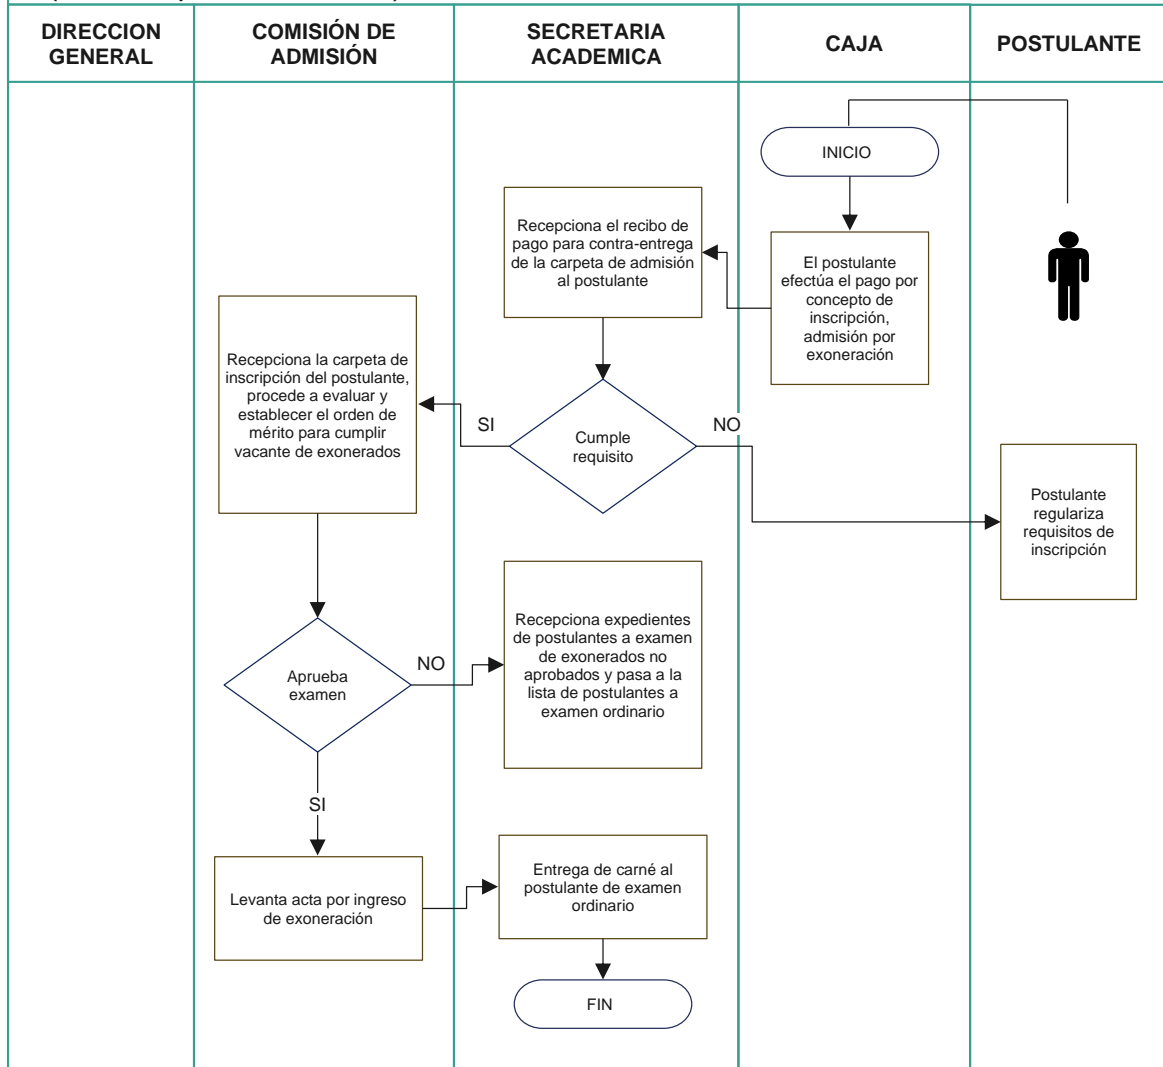 DIRECCION
GENERAL
COMISIÓN DE
ADMISIÓN
SECRETARIA
ACADEMICA
CAJA
POSTULANTE
INICIO
Recepciona el recibo de
pago para contra-entrega
de la carpeta de admisión
al postulante
El postulante
efectúa el pago por
concepto de
inscripción,
admisión por
exoneración
Recepciona la carpeta de
inscripción del postulante,
procede a evaluar y
establecer el orden de
mérito para cumplir
vacante de exonerados
SI
Cumple
requisito
NO
Postulante
regulariza
requisitos de
inscripción
Aprueba
examen
NO
Recepciona expedientes
de postulantes a examen
de exonerados no
aprobados y pasa a la
lista de postulantes a
examen ordinario
SI
Levanta acta por ingreso
de exoneración
Entrega de carné al
postulante de examen
ordinario
FIN